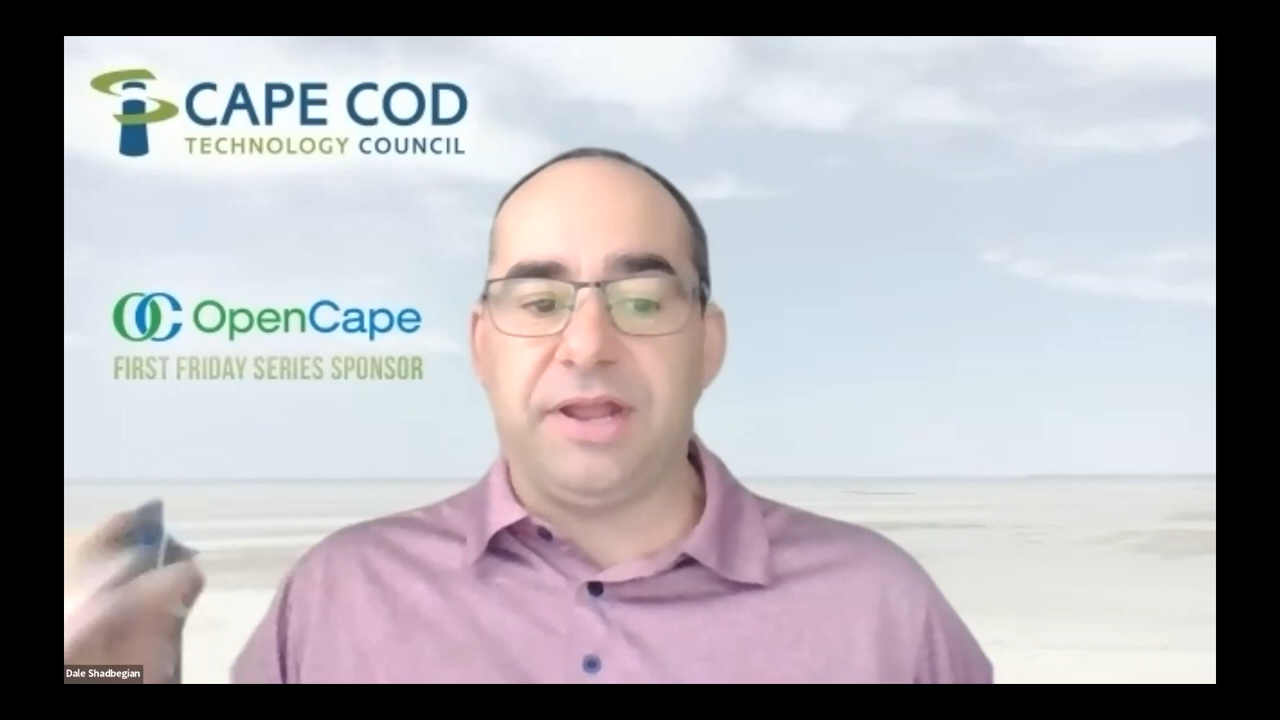 CAPE COD
TECHNOLOGY COUNCIL
OpenCape
FIRST FRIDAY SERIES SPONSOR
Dale Shadbegian